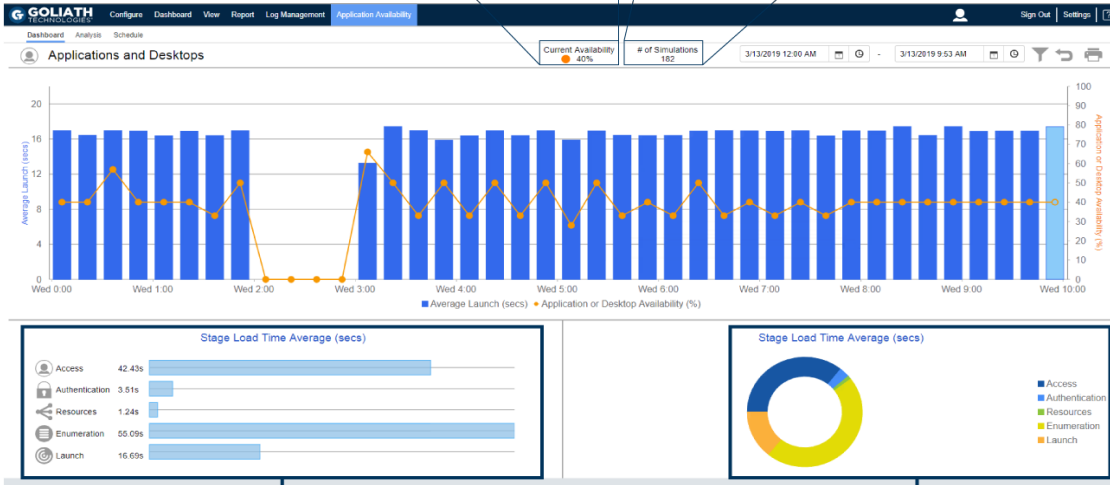 G GOLIATH TECHNOLOGIES Configure Dashboard View Report Log Management Application Availability Sign Out Settings
Dashboard Analysis Schedule
Applications and Desktops
Current Availability
40%
# of Simulations
182
3/13/2019 12:00 AM - 3/13/2019 9:53 AM
Average Launch (secs)
20
16
12
8
4
0
100
90
80
70
60
50
40
30
20
10
0
Application or Desktop Availability (%)
Wed 0:00 Wed 1:00 Wed 2:00 Wed 3:00 Wed 4:00 Wed 5:00 Wed 6:00 Wed 7:00 Wed 8:00 Wed 9:00 Wed 10:00
Average Launch (secs) Application or Desktop Availability (%)
Stage Load Time Average (secs)
Access 42.43s
Authentication 3.51s
Resources 1.24s
Enumeration 55.09s
Launch 16.69s
Stage Load Time Average (secs)
Access
Authentication
Resources
Enumeration
Launch